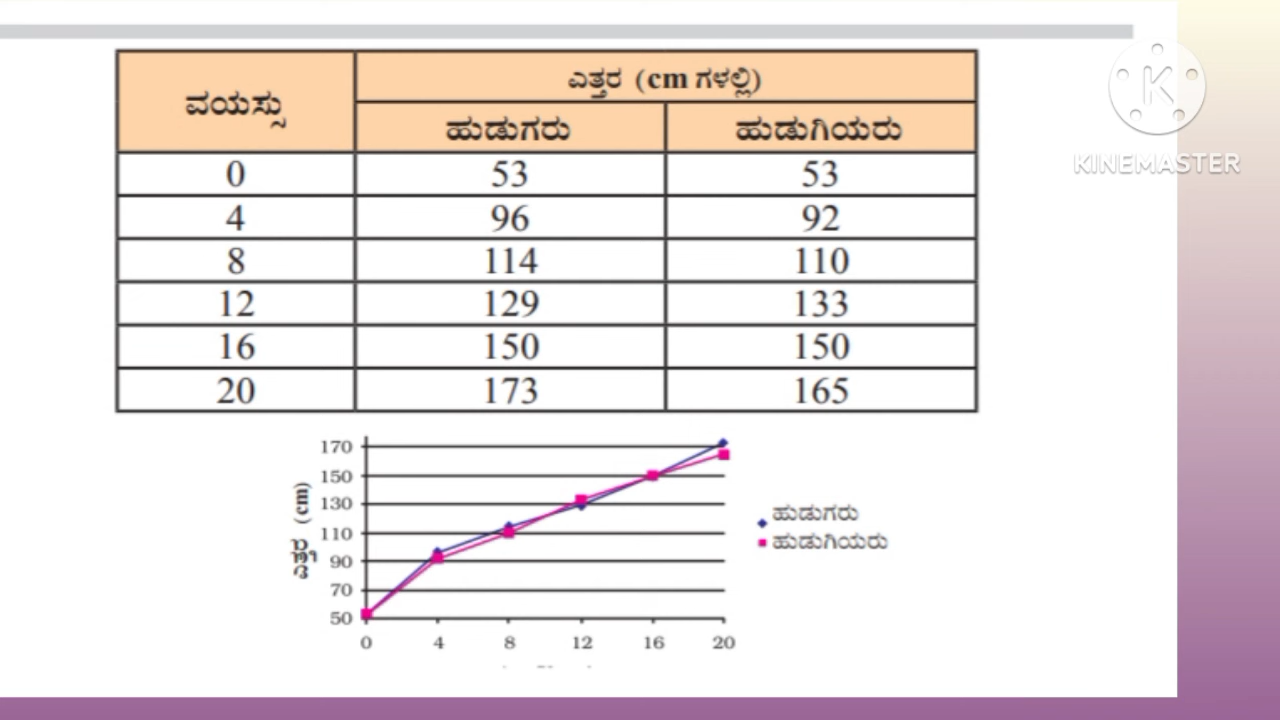 ವಯಸ್ಸು ಎತ್ತರ (cm ಗಳಲ್ಲಿ)
ಹುಡುಗರು ಹುಡುಗಿಯರು
0 53 53
4 96 92
8 114 110
12 129 133
16 150 150
20 173 165
K
KINEMASTER
ಎತ್ತರ (cm)
170
150
130
110
90
70
50
0 4 8 12 16 20
ಹುಡುಗರು
ಹುಡುಗಿಯರು